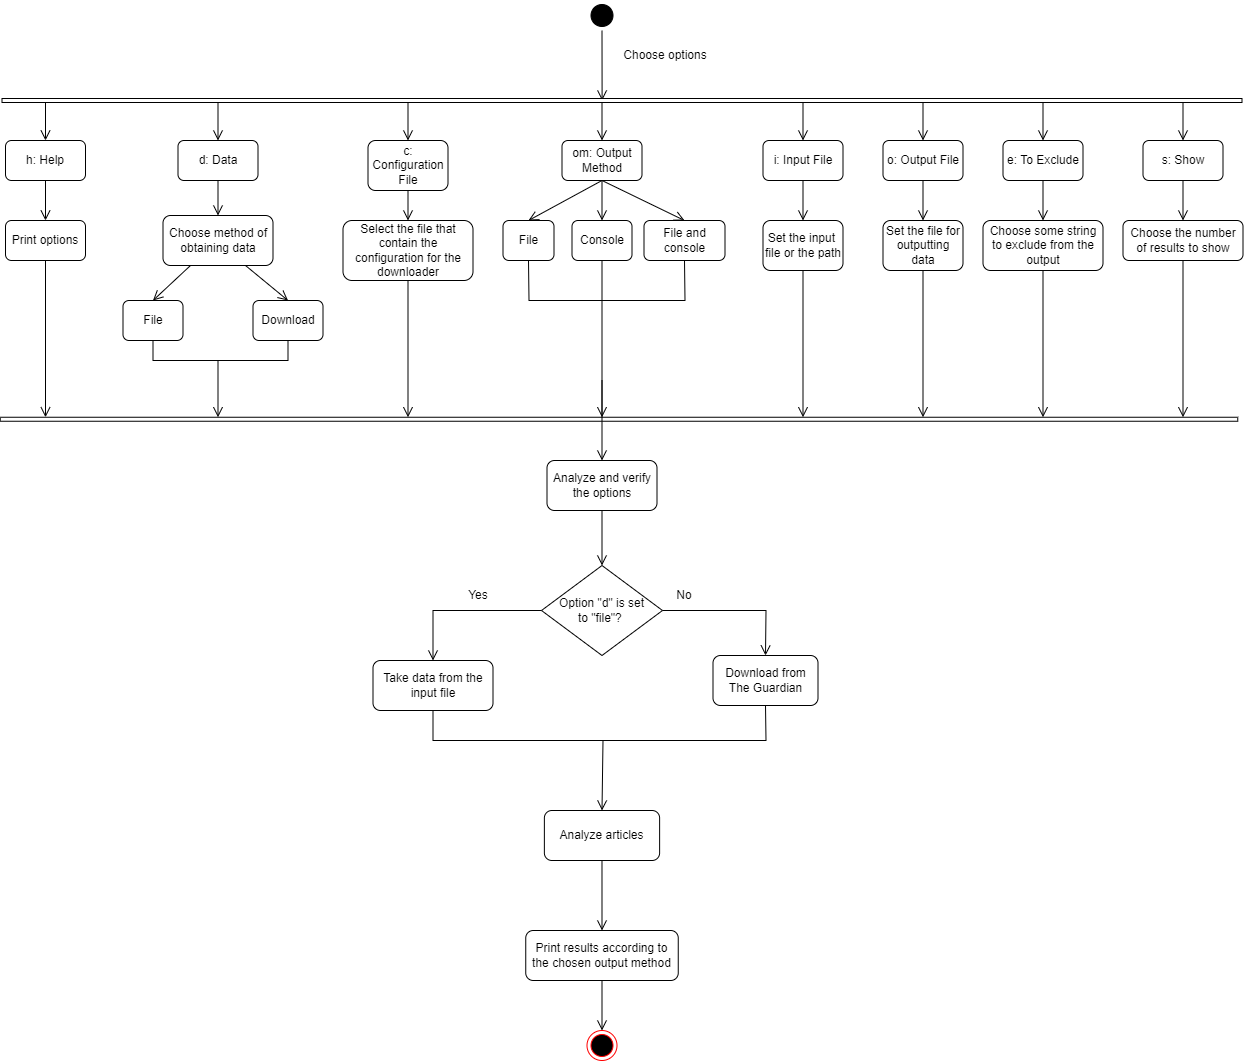 Choose options
h: Help
d: Data
c:
Configuration
File
om: Output
Method
i: Input File
o: Output File
e: To Exclude
s: Show
Print options
Choose method of
obtaining data
Select the file that
contain the
configuration for the
downloader
File
Console
File and
console
Set the input
file or the path
Set the file for
outputting
data
Choose some string
to exclude from the
output
Choose the number
of results to show
File
Download
Analyze and verify
the options
Option "d" is set
to "file"?
Yes
No
Take data from the
input file
Download from
The Guardian
Analyze articles
Print results according to
the chosen output method